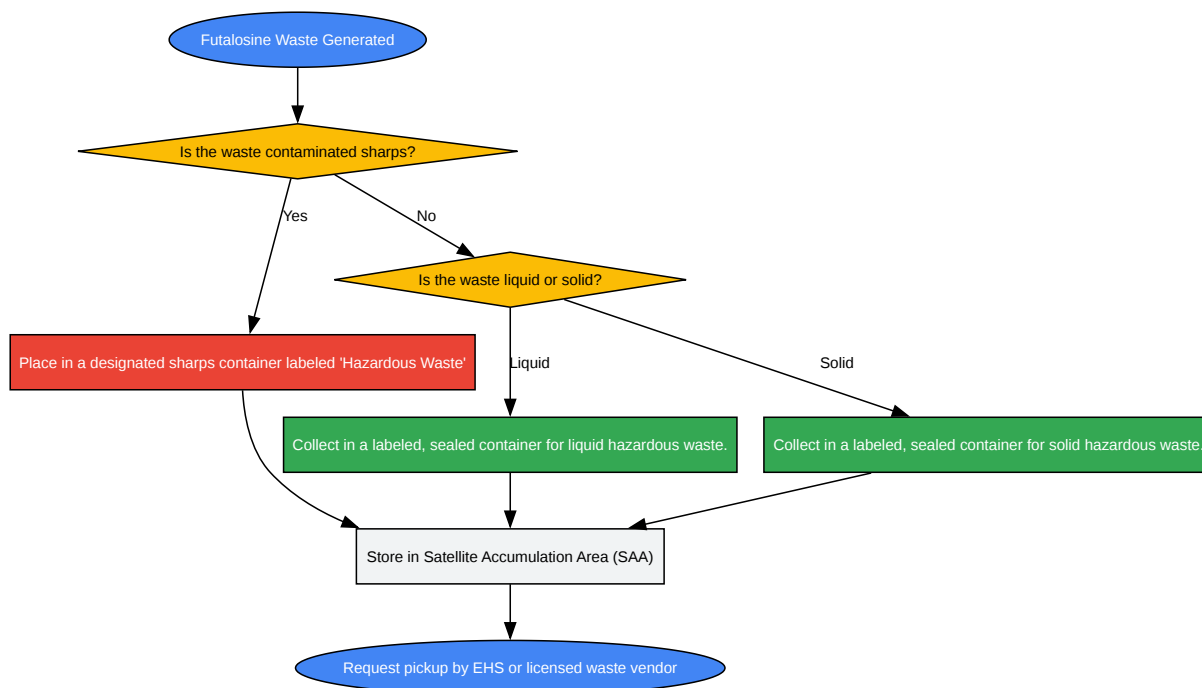 Futalosine Waste Generated
Is the waste contaminated sharps?
Yes
No
Is the waste liquid or solid?
Place in a designated sharps container labeled 'Hazardous Waste'
Liquid
Solid
Collect in a labeled, sealed container for liquid hazardous waste.
Collect in a labeled, sealed container for solid hazardous waste.
Store in Satellite Accumulation Area (SAA)
Request pickup by EHS or licensed waste vendor